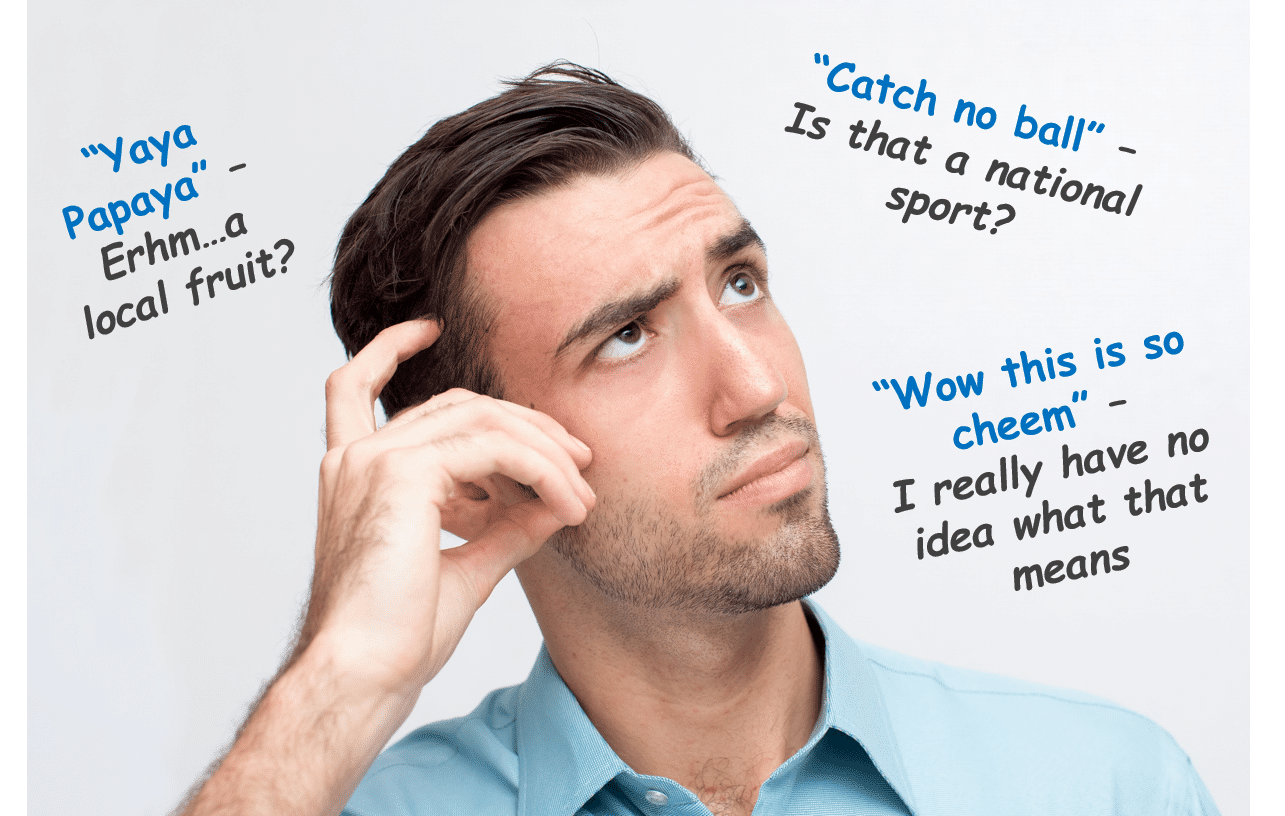 “Yaya
Papaya” –
Erhm...a
local fruit?
“Catch no ball” –
Is that a national
sport?
“Wow this is so
cheem” –
I really have no
idea what that
means